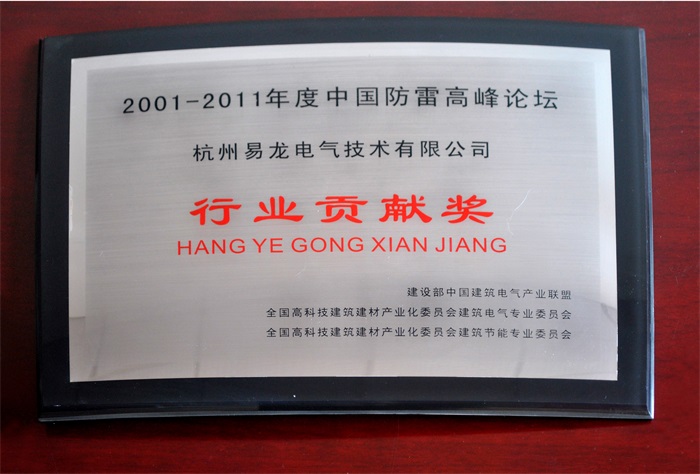 2001-2011年度中国防雷高峰论坛
杭州易龙电气技术有限公司
行业贡献奖
HANG YE GONG XIAN JIANG
建设部中国建筑电气产业联盟
全国高科技建筑建材产业化委员会建筑电气专业委员会
全国高科技建筑建材产业化委员会建筑节能专业委员会